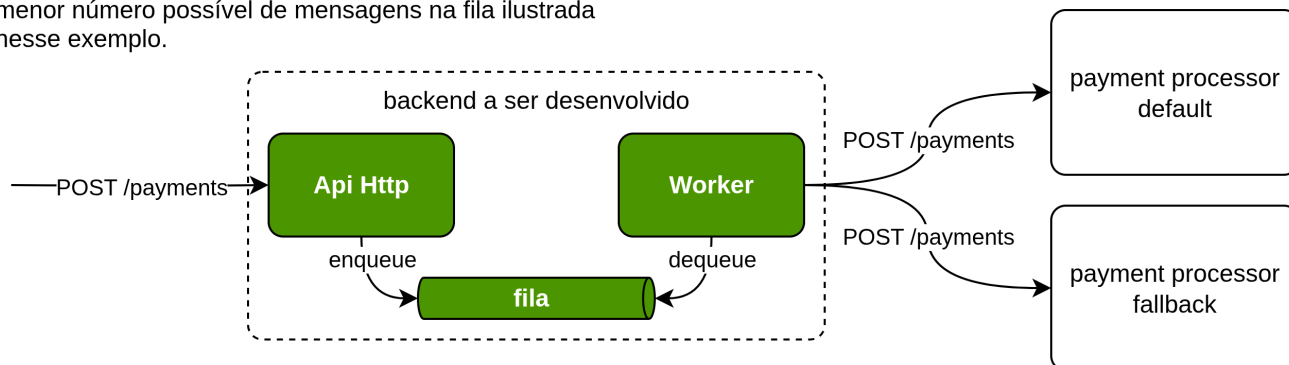 menor número possível de mensagens na fila ilustrada
nesse exemplo.
backend a ser desenvolvido
payment processor
default
POST /payments
POST /payments
Api Http
Worker
POST /payments
enqueue
dequeue
fila
payment processor
fallback